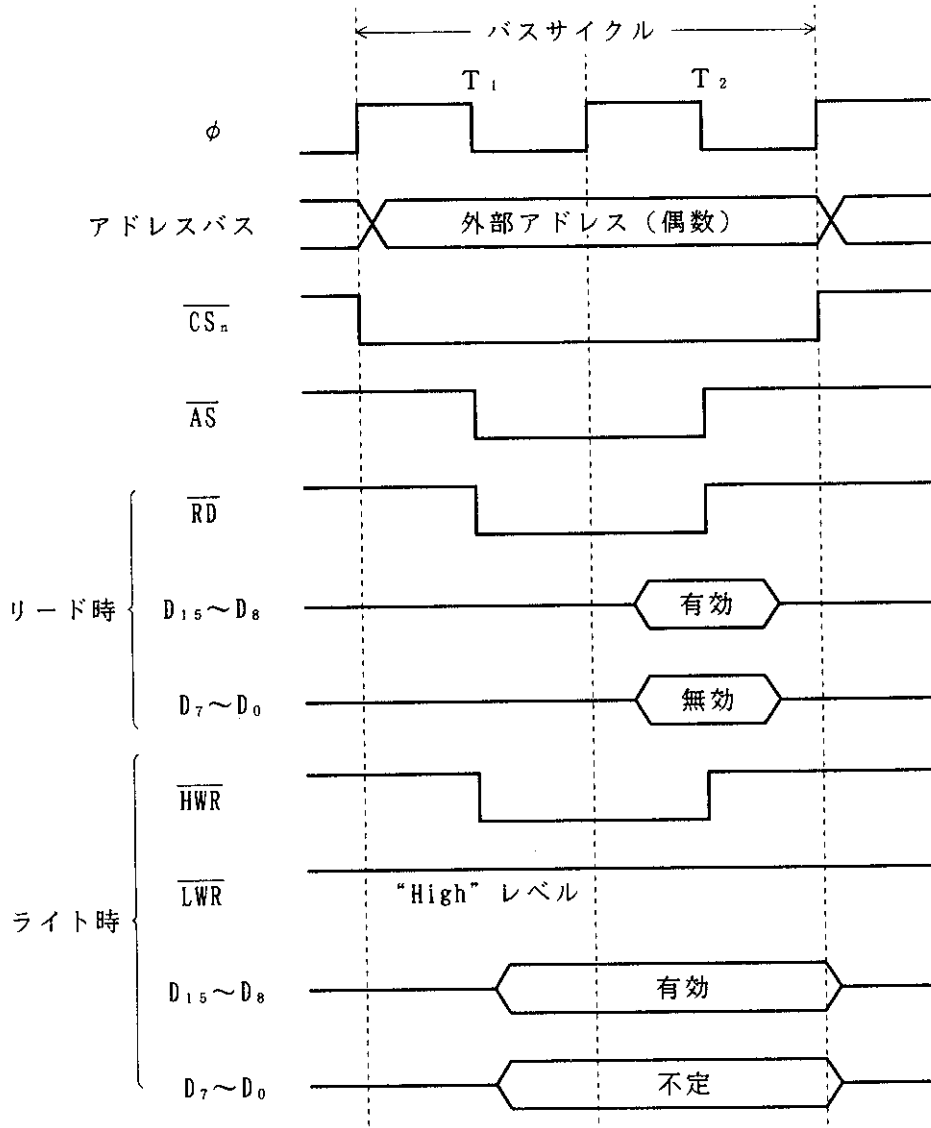 バスサイクル
T₁ T₂
φ
アドレスバス 外部アドレス（偶数）
CSₙ
AS
RD
リード時 D₁₅～D₈ 有効
D₇～D₀ 無効
HWR
LWR “High”レベル
ライト時
D₁₅～D₈ 有効
D₇～D₀ 不定